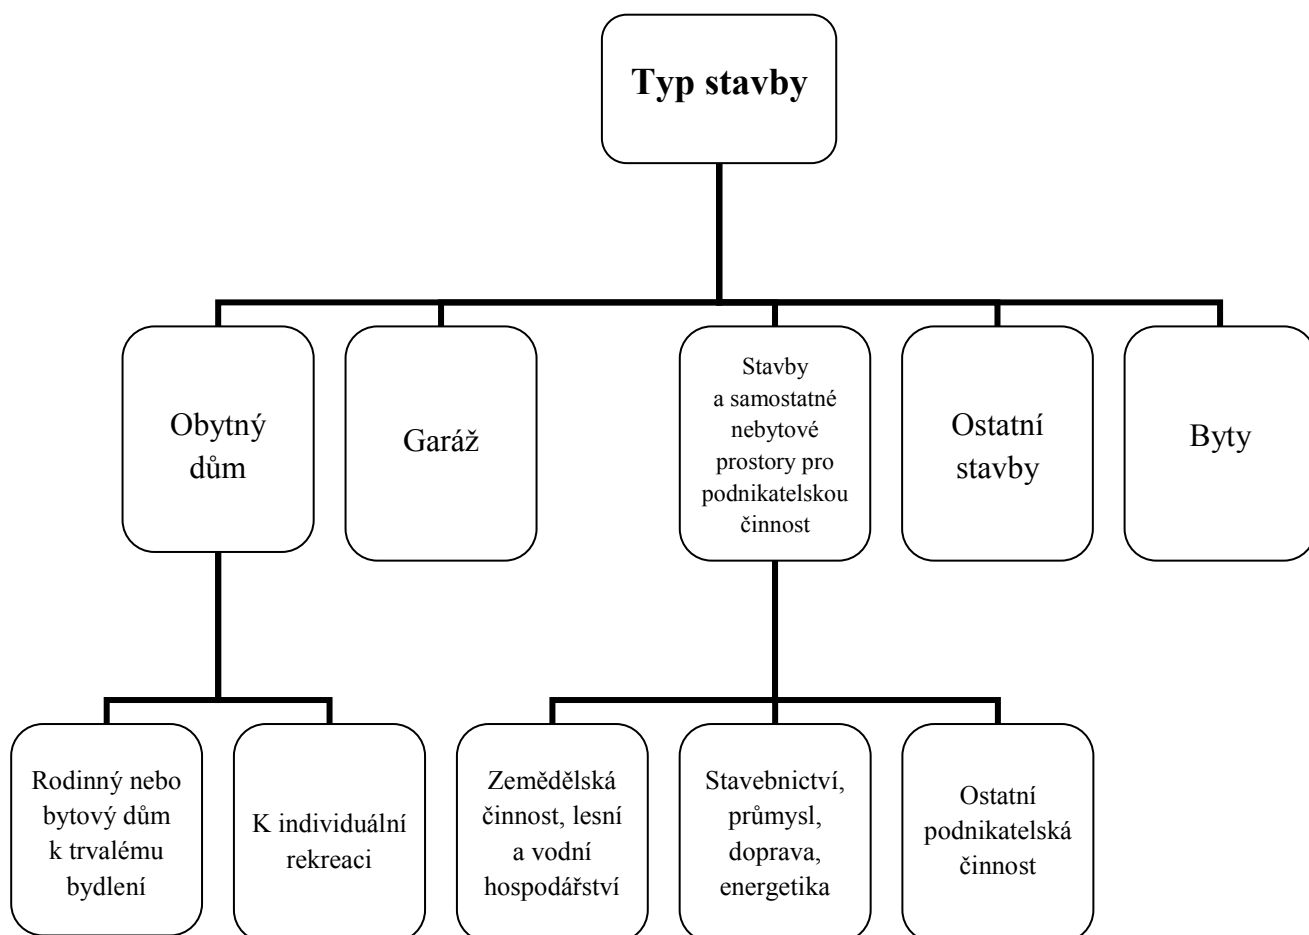 Typ stavby
Obytný
dům
Garáž
Stavby
a samostatné
nebytové
prostory pro
podnikatelskou
činnost
Ostatní
stavby
Byty
Rodinný nebo
bytový dům
k trvalému
bydlení
K individuální
rekreaci
Zemědělská
činnost, lesní
a vodní
hospodářství
Stavebnictví,
průmysl,
doprava,
energetika
Ostatní
podnikatelská
činnost